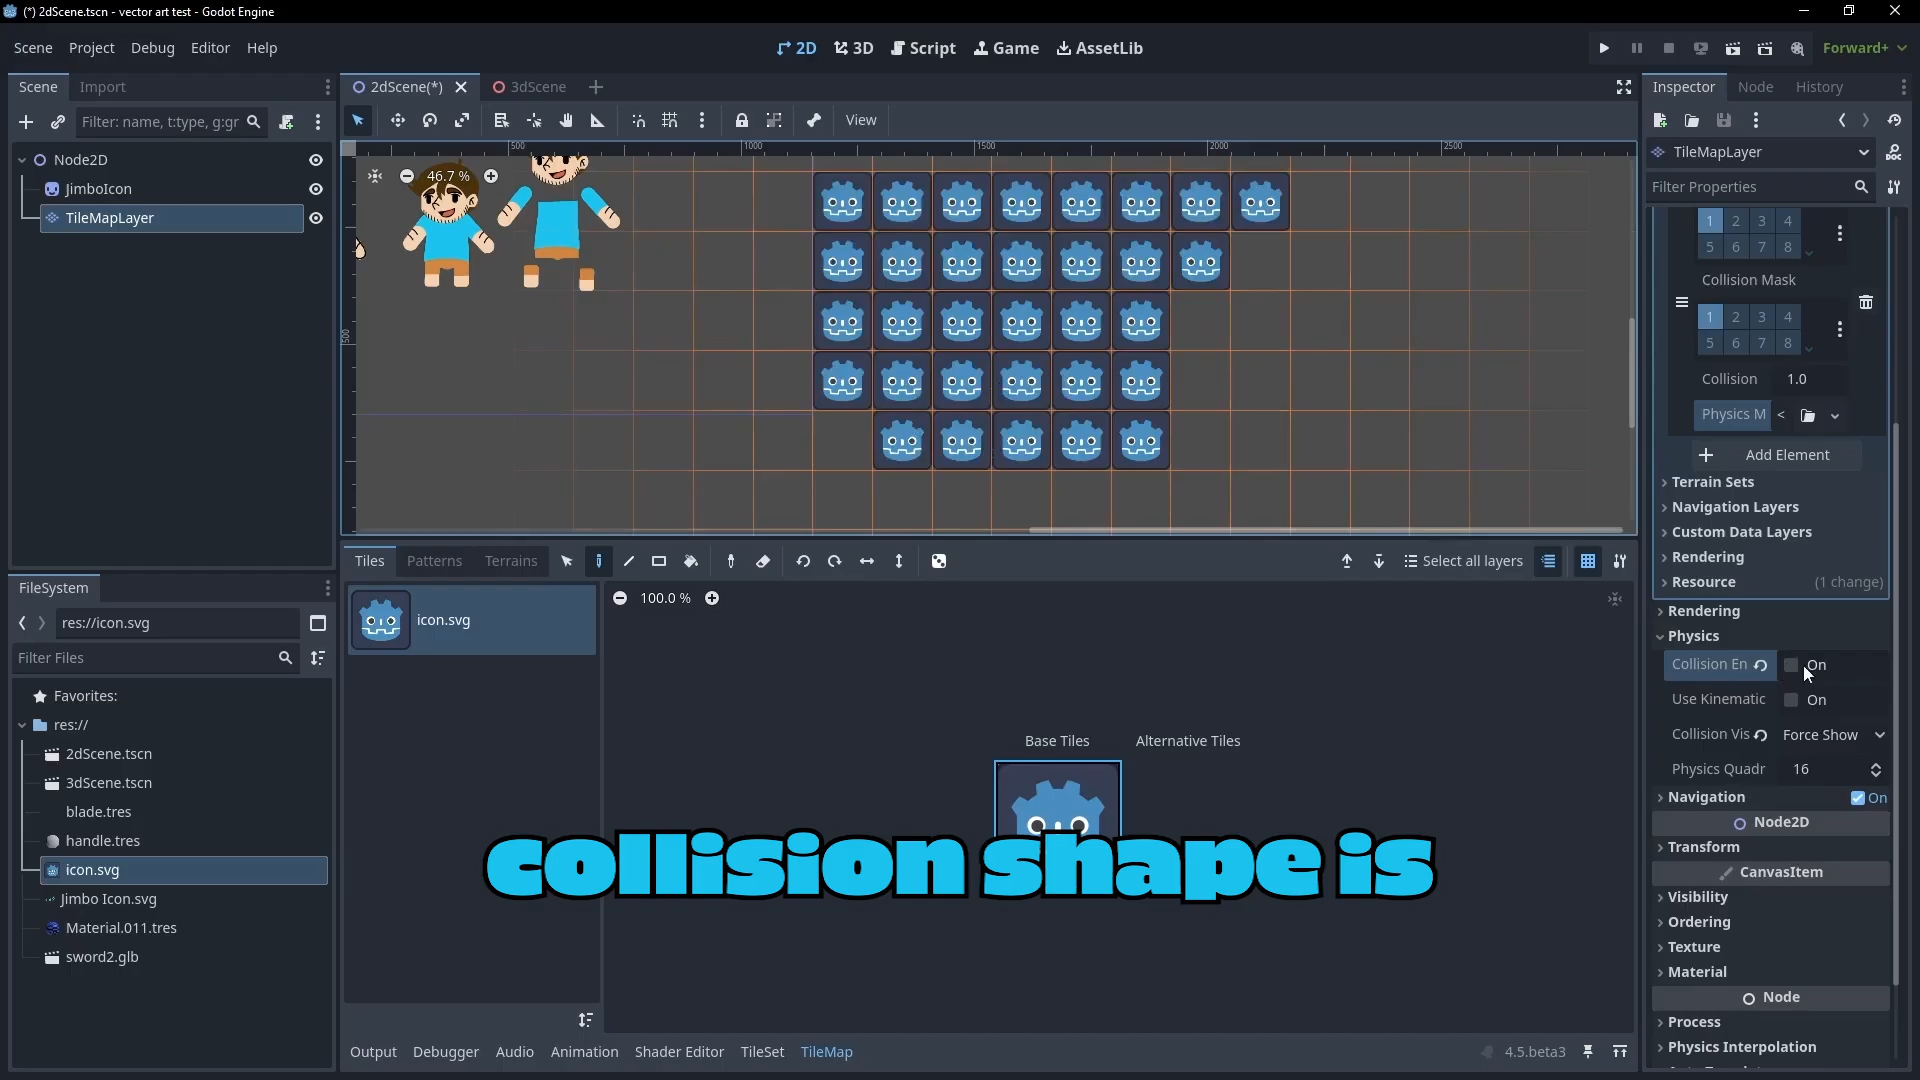 (*) 2dScene.tscn - vector art test - Godot Engine
Scene Project Debug Editor Help
2D 3D Script Game AssetLib
Forward+
Scene Import
Filter: name, t:type, g:gr
Node2D
JimboIcon
TileMapLayer
FileSystem
res://icon.svg
Filter Files
Favorites:
res://
2dScene.tscn
3dScene.tscn
blade.tres
handle.tres
icon.svg
Jimbo Icon.svg
Material.011.tres
sword2.glb
2dScene(*) 3dScene
View
500 1000 1500 2000 2500
500
46.7 %
Tiles Patterns Terrains
Select all layers
icon.svg
100.0 %
Base Tiles Alternative Tiles
collision shape is
Output Debugger Audio Animation Shader Editor TileSet TileMap
4.5.beta3
Inspector Node History
TileMapLayer
Filter Properties
1 2 3 4
5 6 7 8
Collision Mask
1 2 3 4
5 6 7 8
Collision 1.0
Physics M <
Add Element
Terrain Sets
Navigation Layers
Custom Data Layers
Rendering
Resource (1 change)
Rendering
Physics
Collision En On
Use Kinematic On
Collision Vis Force Show
Physics Quadr 16
Navigation On
Node2D
Transform
CanvasItem
Visibility
Ordering
Texture
Material
Node
Process
Physics Interpolation